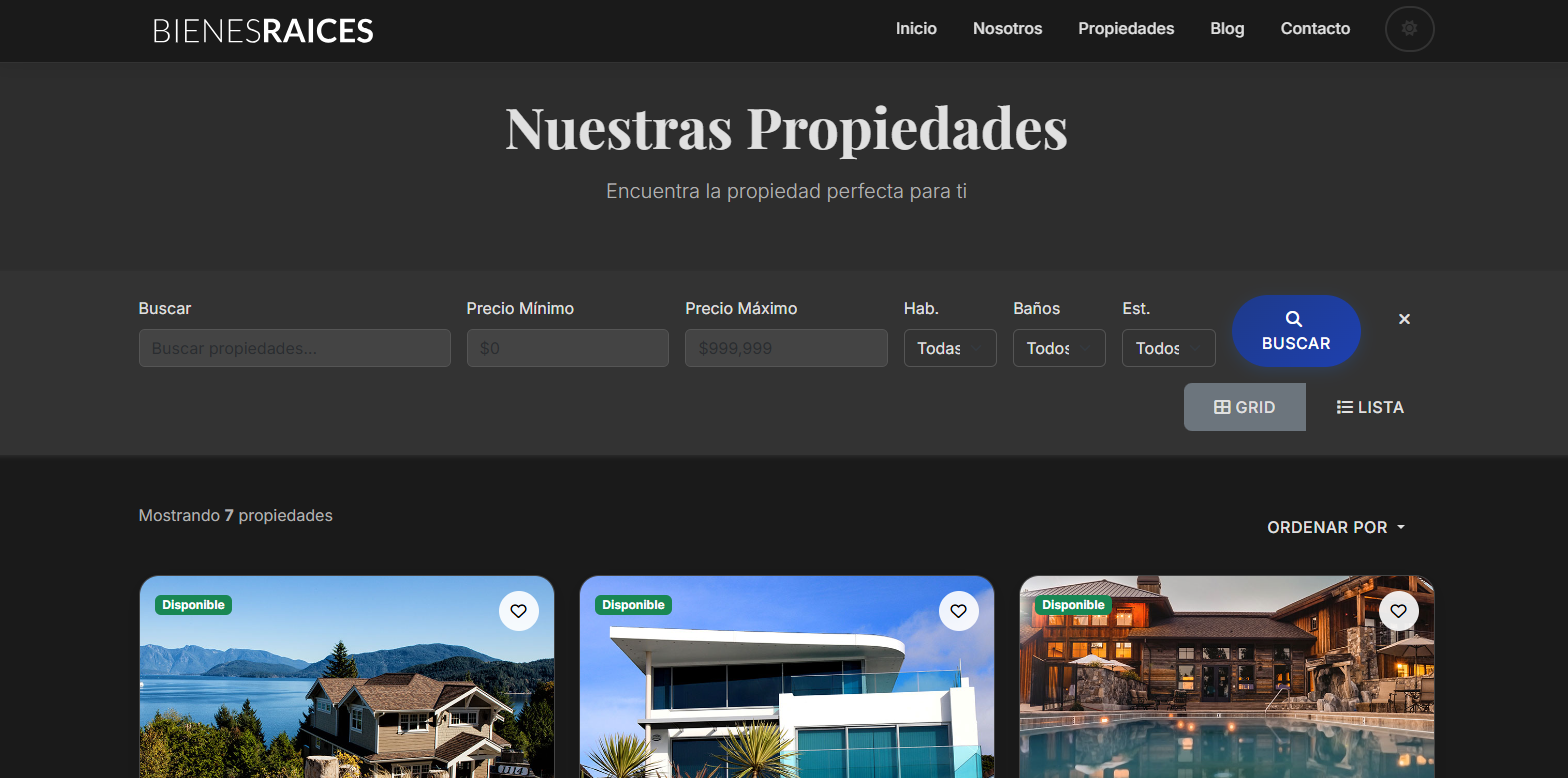 BIENESRAICES
Inicio Nosotros Propiedades Blog Contacto
Nuestras Propiedades
Encuentra la propiedad perfecta para ti
Buscar Precio Mínimo Precio Máximo Hab. Baños Est.
Buscar propiedades... $0 $999,999 Todas Todos Todos
BUSCAR
GRID LISTA
Mostrando 7 propiedades
ORDENAR POR
Disponible Disponible Disponible